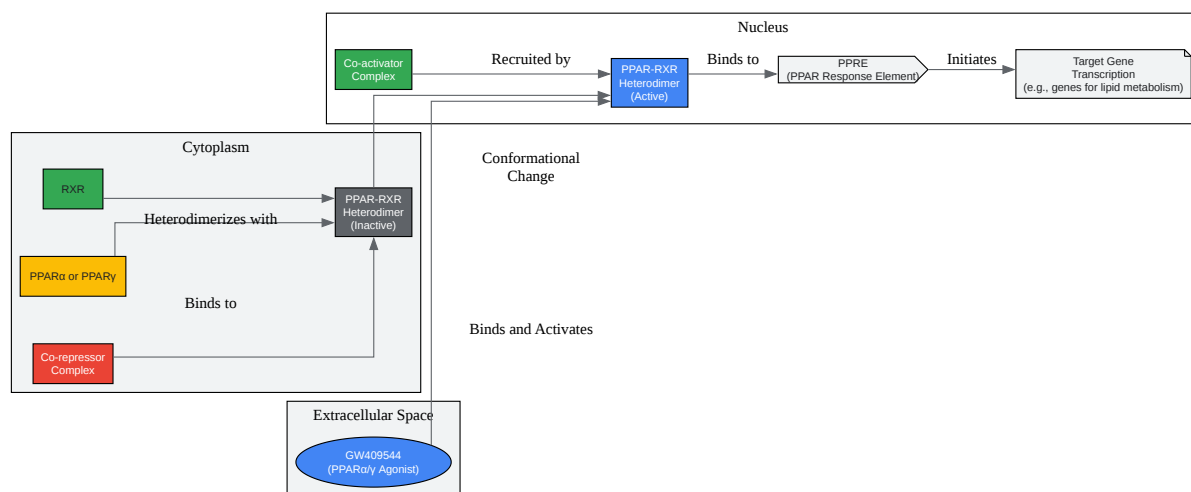 Nucleus
Co-activator
Complex
Recruited by
PPAR-RXR
Heterodimer
(Active)
Binds to
PPRE
(PPAR Response Element)
Initiates
Target Gene
Transcription
(e.g., genes for lipid metabolism)
Cytoplasm
RXR
Heterodimerizes with
PPAR-RXR
Heterodimer
(Inactive)
Conformational
Change
PPARα or PPARγ
Binds to
Co-repressor
Complex
Binds and Activates
Extracellular Space
GW409544
(PPARα/γ Agonist)